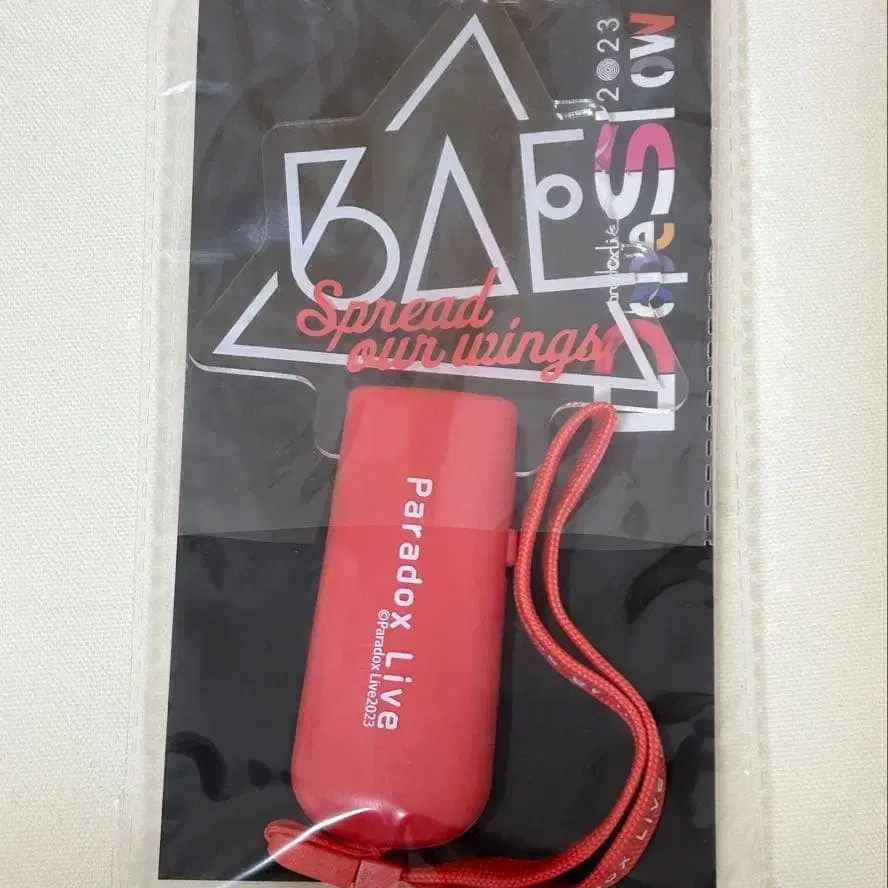 BAE
Spread
our wings
Paradox Live
©Paradox Live2023
Paradox Live
Dope Show
2023